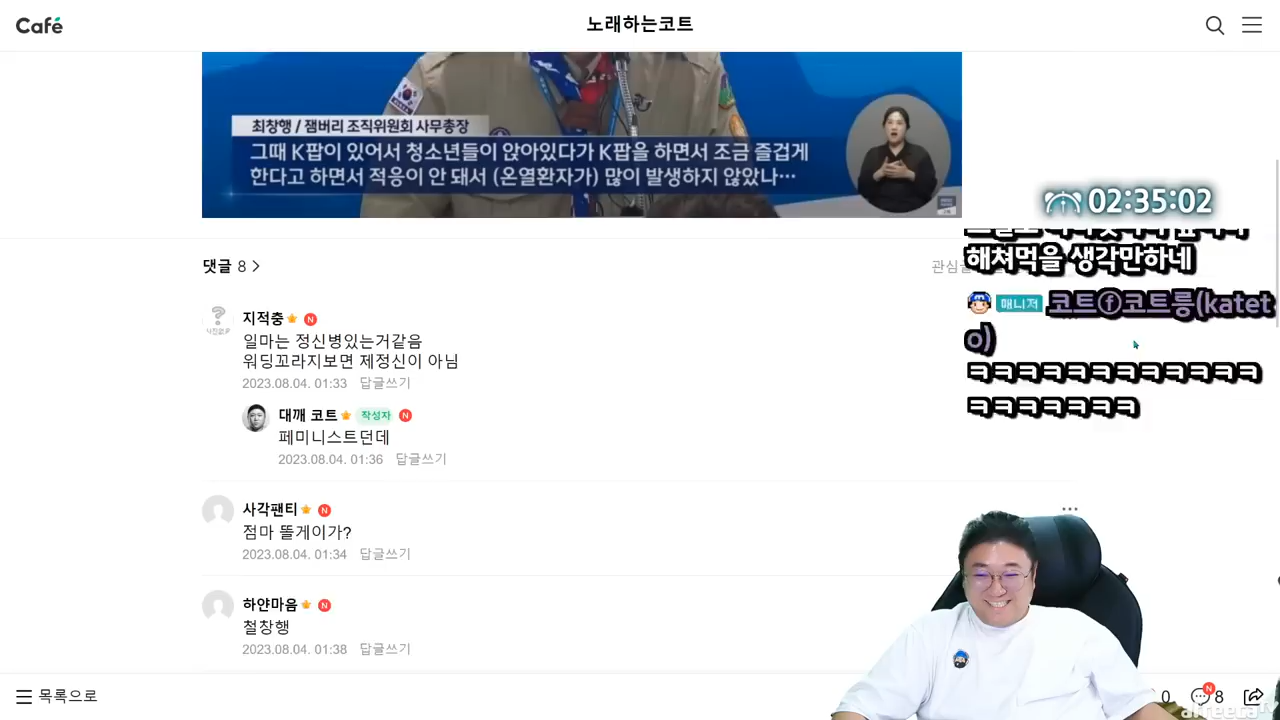 Café
노래하는코트
최창행 / 잼버리 조직위원회 사무총장
그때 K팝이 있어서 청소년들이 앉아있다가 K팝을 하면서 조금 즐겁게
한다고 하면서 적응이 안 돼서 (온열환자가) 많이 발생하지 않았나…
02:35:02
해쳐먹을 생각만하네
매니저 코트ⓕ코트릉(katet
이)
ㅋㅋㅋㅋㅋㅋㅋㅋㅋㅋㅋㅋ
ㅋㅋㅋㅋㅋㅋㅋ
댓글 8
관심글
지적충 N
일마는 정신병있는거같음
워딩꼬라지보면 제정신이 아님
2023.08.04. 01:33 답글쓰기
대깨 코트 작성자 N
페미니스트던데
2023.08.04. 01:36 답글쓰기
사각팬티 N
점마 똘게이가?
2023.08.04. 01:34 답글쓰기
하얀마음 N
철창행
2023.08.04. 01:38 답글쓰기
목록으로
0
N
8
afreeca